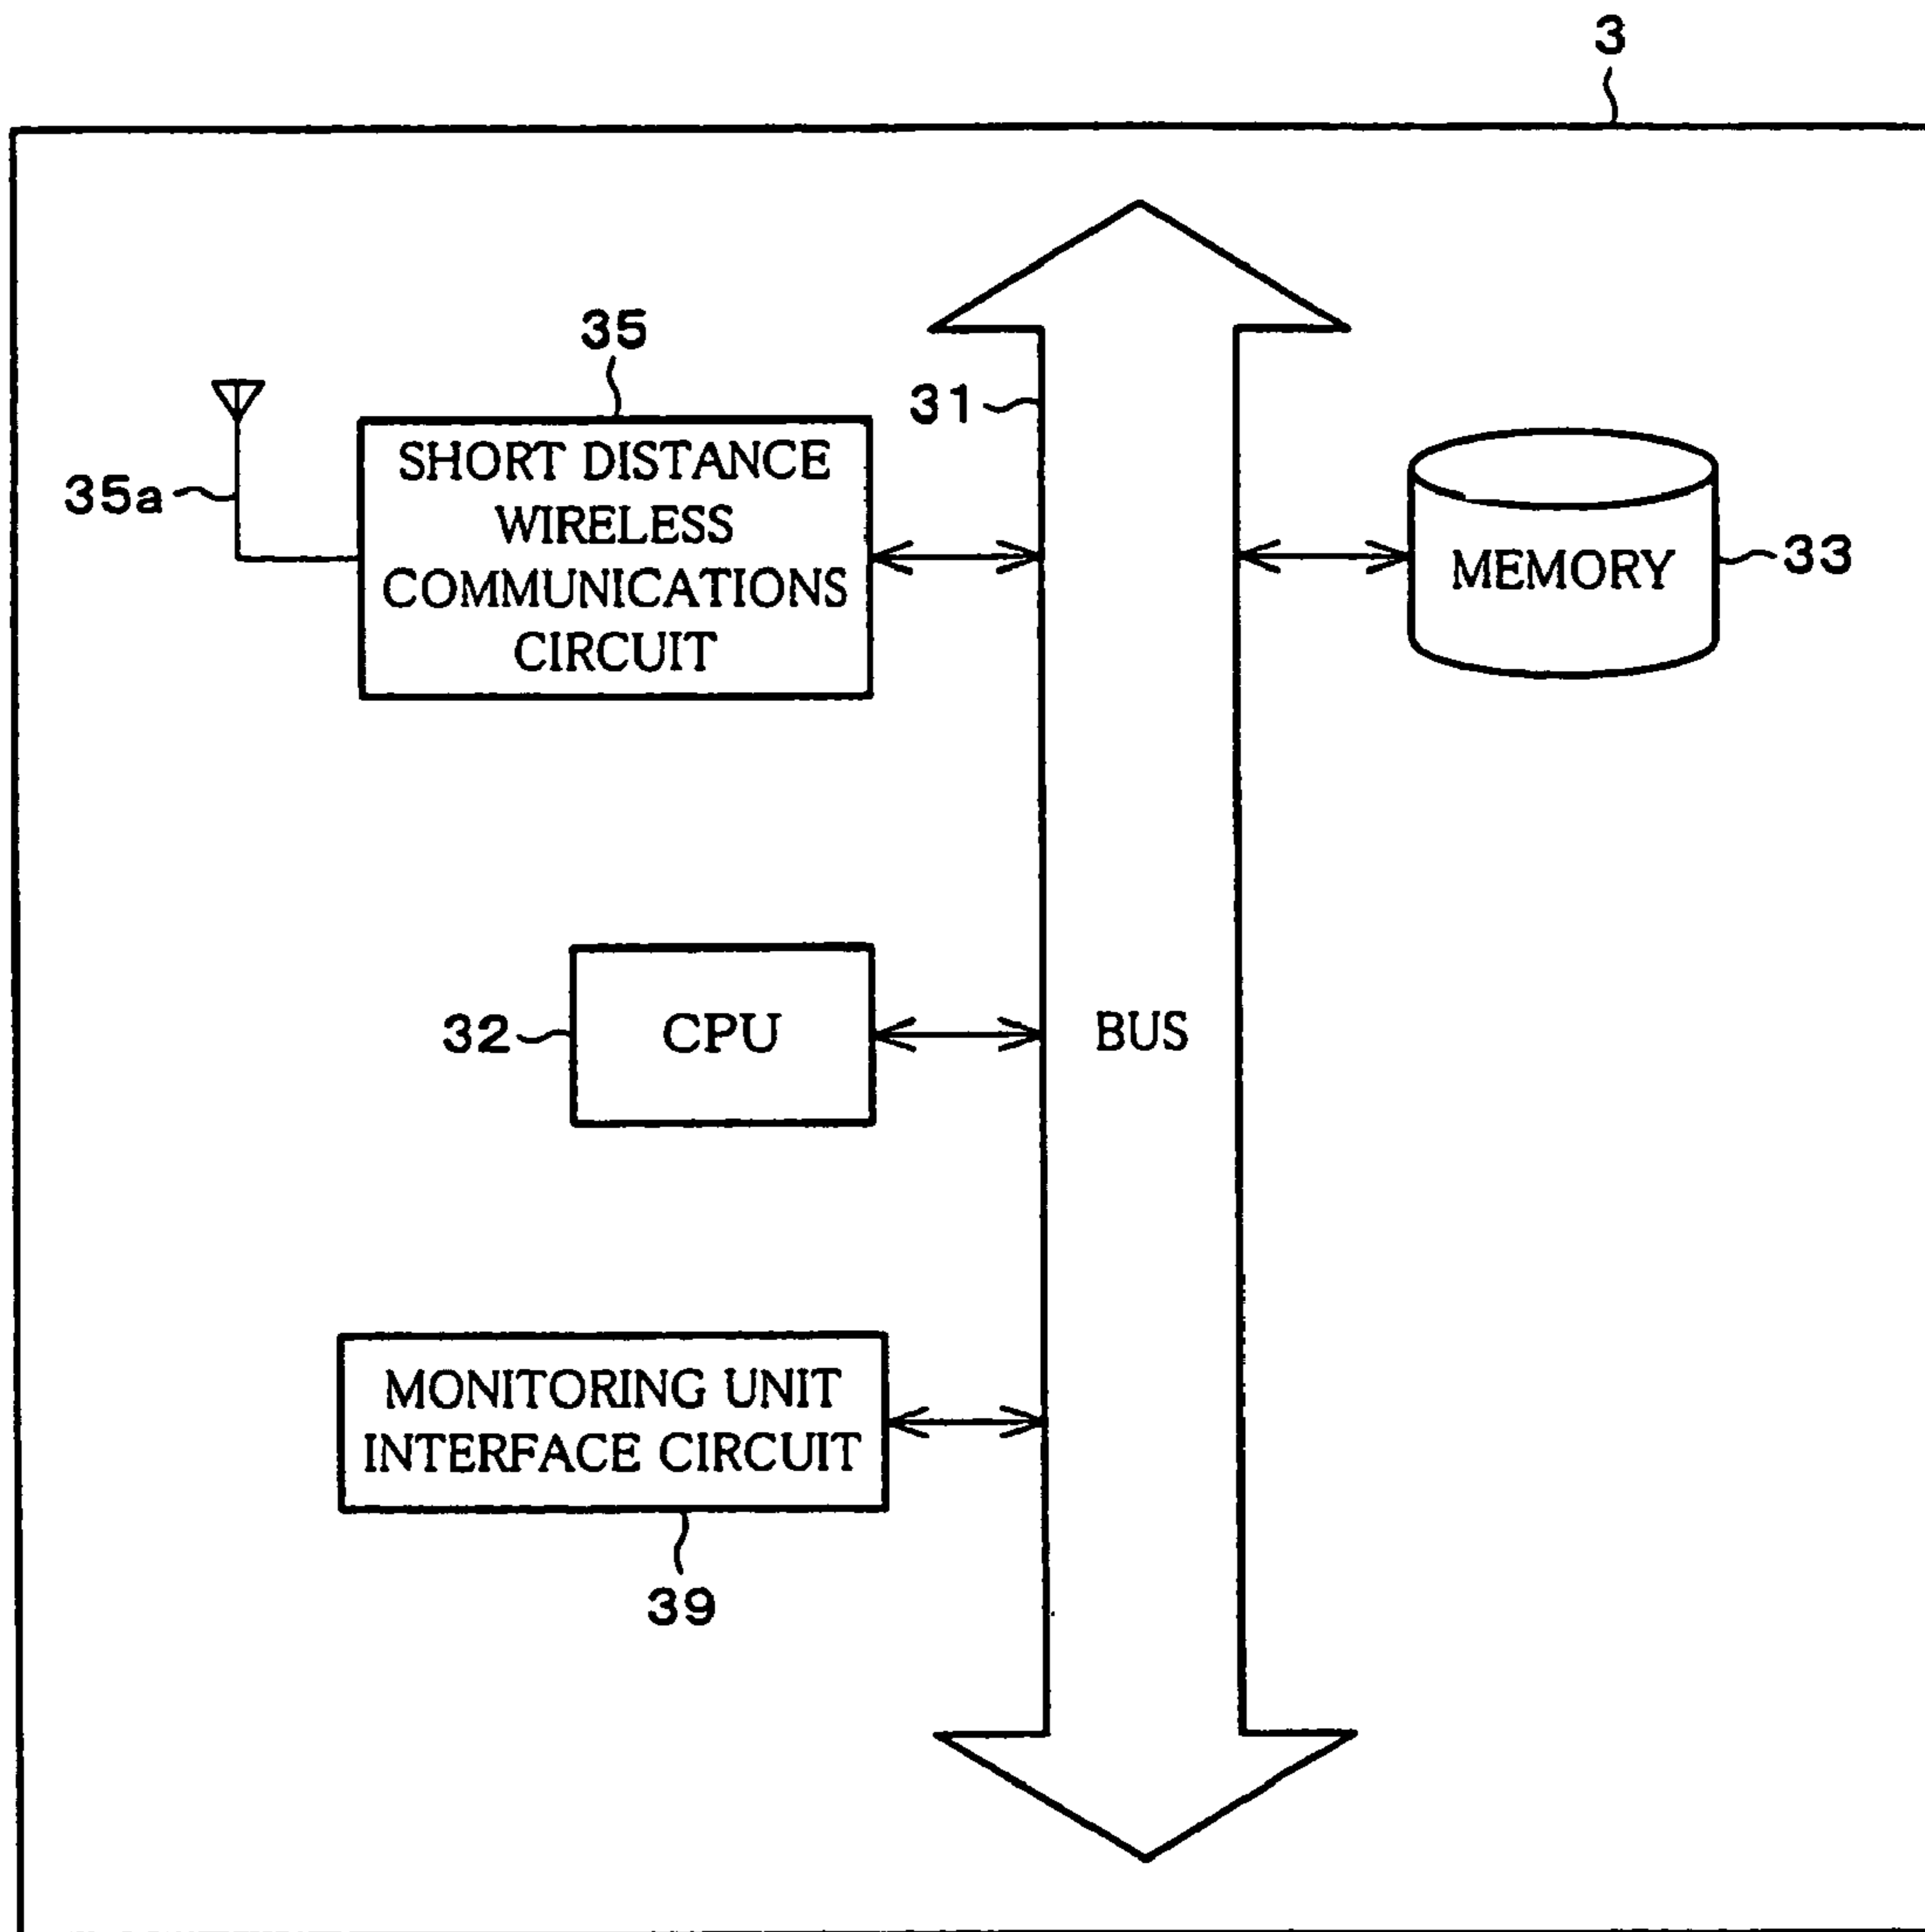 3
35
31
35a
SHORT DISTANCE
WIRELESS
COMMUNICATIONS
CIRCUIT
MEMORY
33
32
CPU
BUS
MONITORING UNIT
INTERFACE CIRCUIT
39